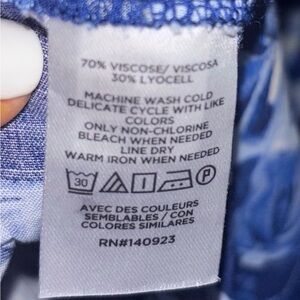 70% VISCOSE/ VISCOSA
30% LYOCELL
MACHINE WASH COLD
DELICATE CYCLE WITH LIKE
COLORS
ONLY NON-CHLORINE
BLEACH WHEN NEEDED
LINE DRY
WARM IRON WHEN NEEDED
30 P
AVEC DES COULEURS
SEMBLABLES / CON
COLORES SIMILARES
RN#140923